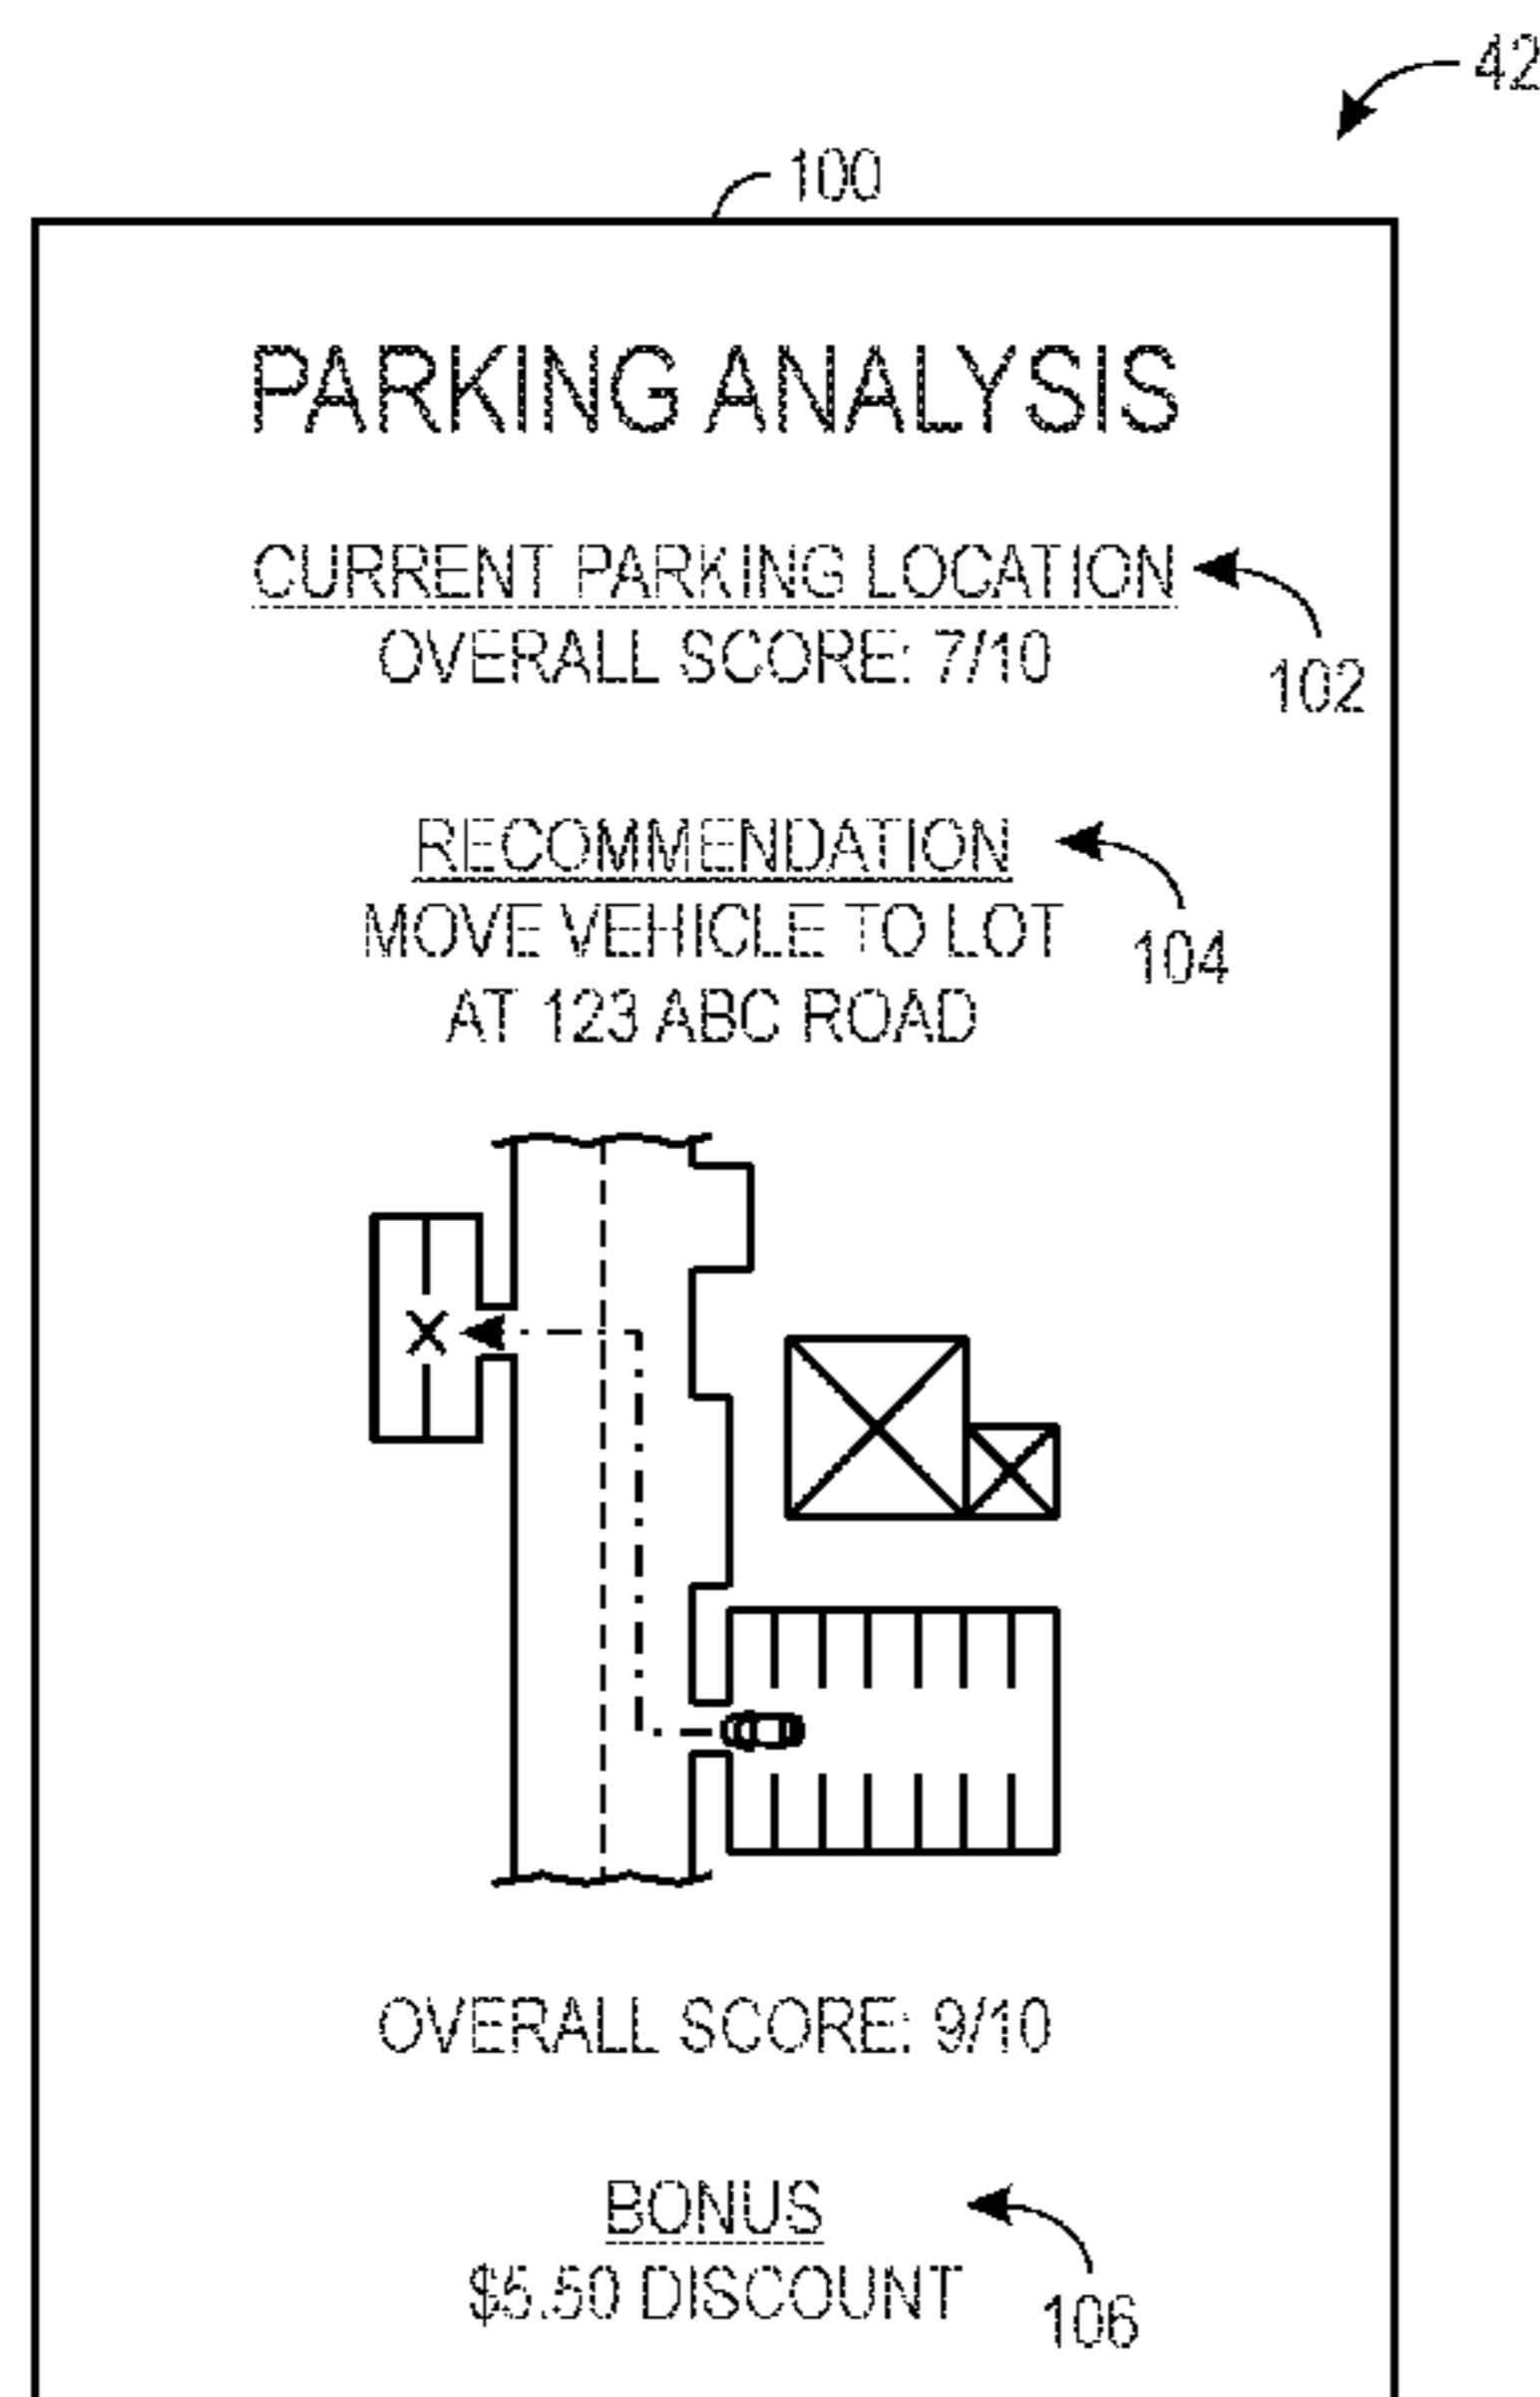 42
100
PARKING ANALYSIS
CURRENT PARKING LOCATION
OVERALL SCORE: 7/10
102
RECOMMENDATION
MOVE VEHICLE TO LOT
104
AT 123 ABC ROAD
OVERALL SCORE: 9/10
BONUS
$5.50 DISCOUNT
106